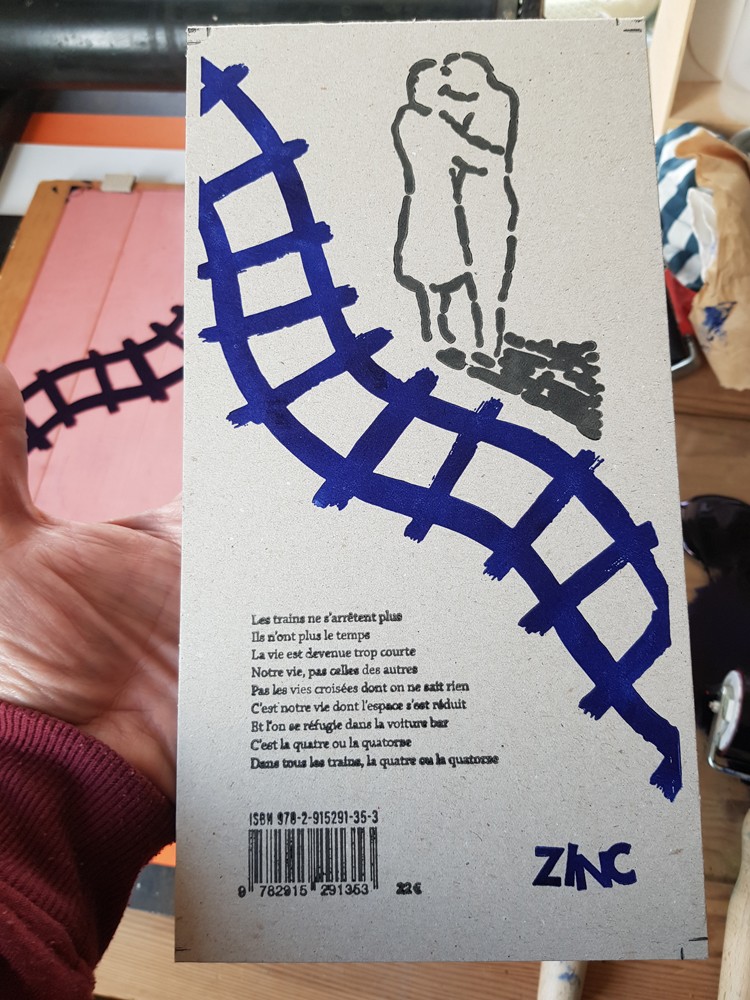 Les trains ne s'arrêtent plus
Ils n'ont plus le temps
La vie est devenue trop courte
Notre vie, pas celles des autres
Pas les vies croisées dont on ne sait rien
C'est notre vie dont l'espace s'est réduit
Et l'on se réfugie dans la voiture bar
C'est la quatre ou la quatorze
Dans tous les trains, la quatre ou la quatorze
ISBN 978-2-915291-35-3
9 782915 291353 22 €
ZINC